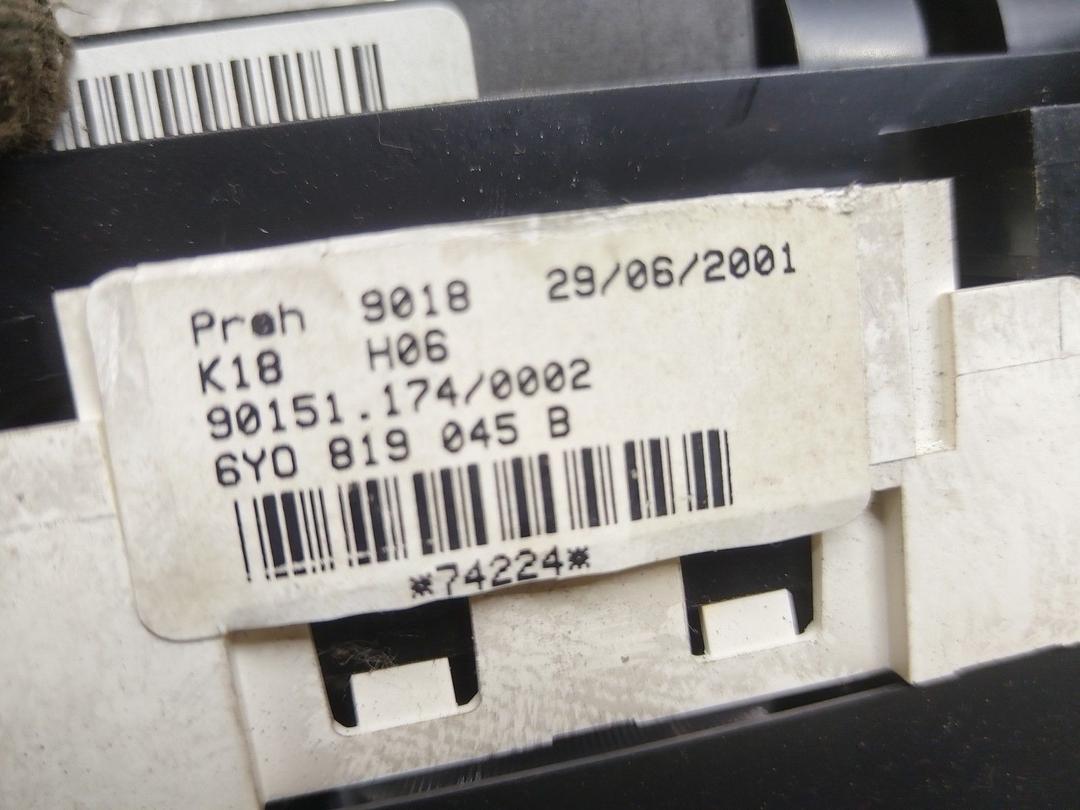 Proh 9018 29/06/2001
K18 H06
90151.174/0002
6Y0 819 045 B
*74224*